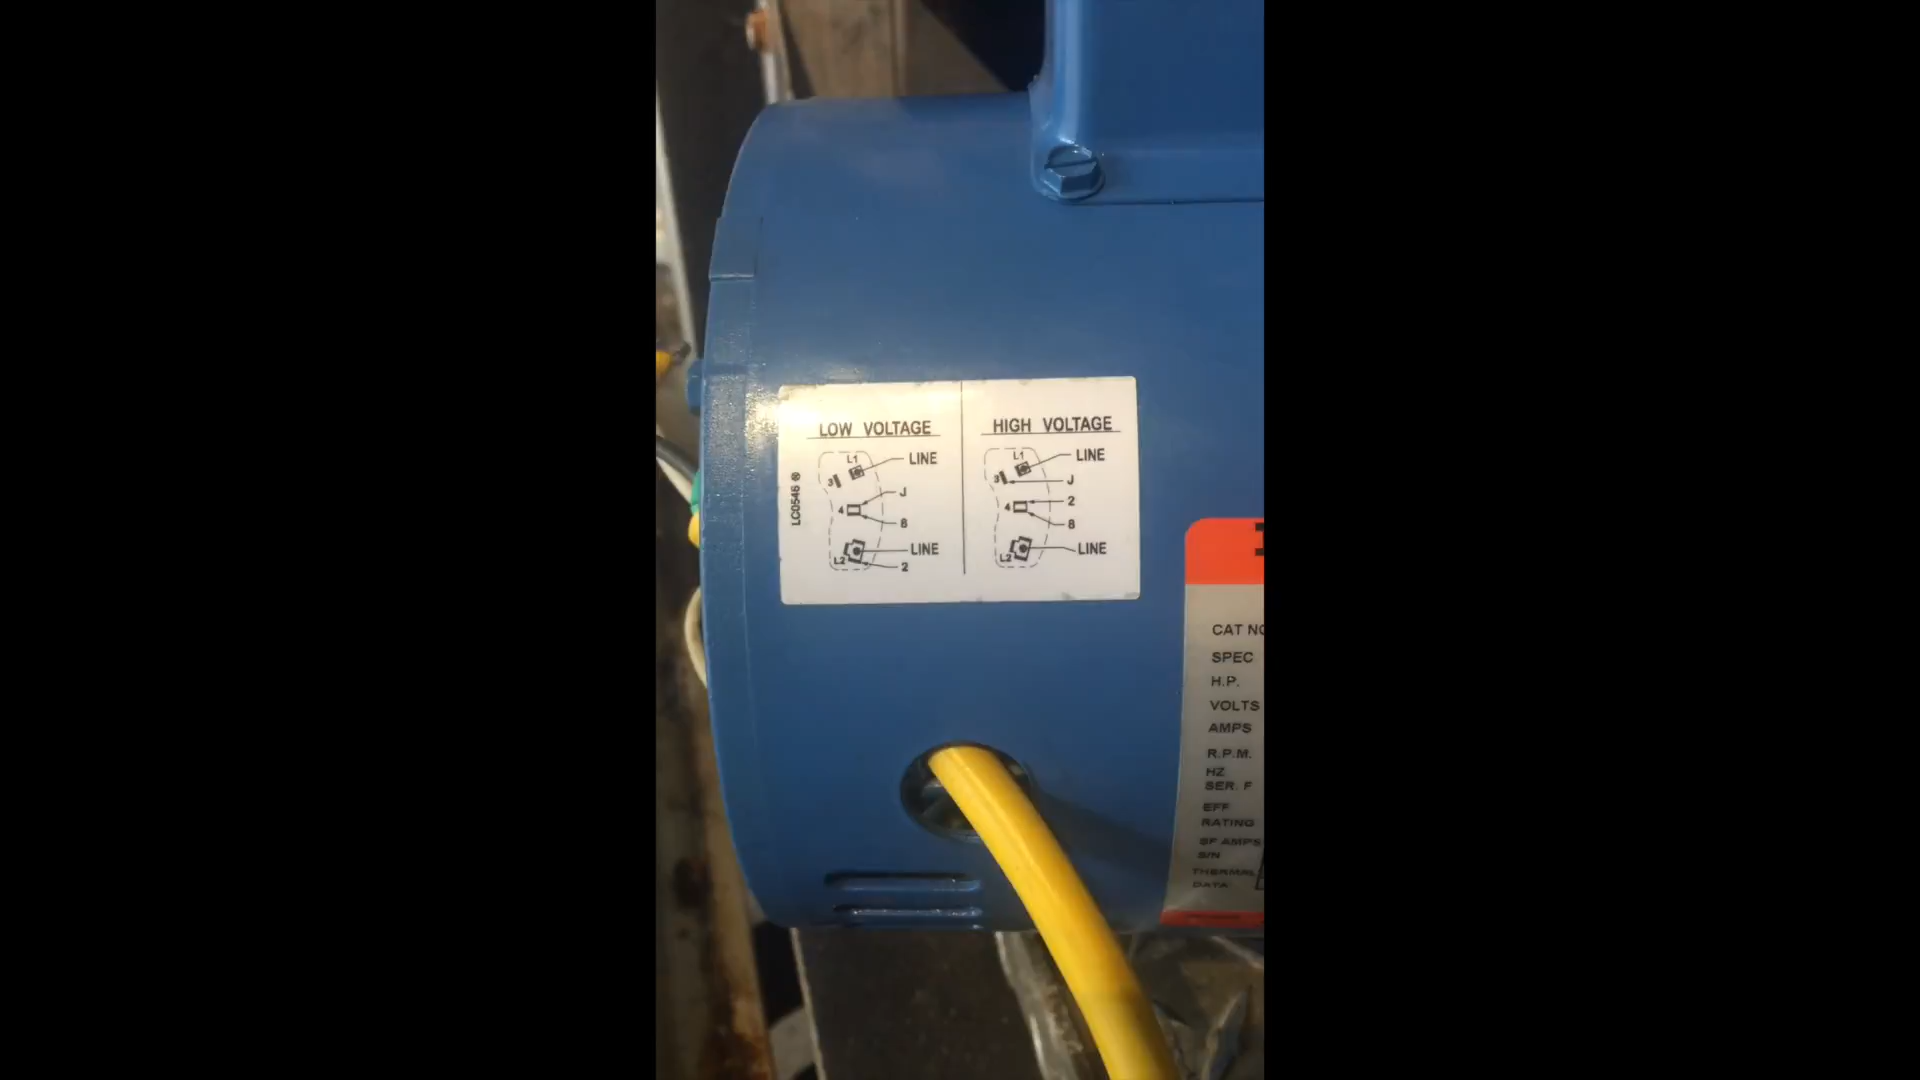 LOW VOLTAGE
L1
LINE
3
J
4
8
LINE
L2
2
LC0546
HIGH VOLTAGE
L1
LINE
3
J
2
4
8
LINE
L2
CAT NO
SPEC
H.P.
VOLTS
AMPS
R.P.M.
HZ
SER. F
EFF
RATING
SF AMPS
S/N
THERMAL
DATA